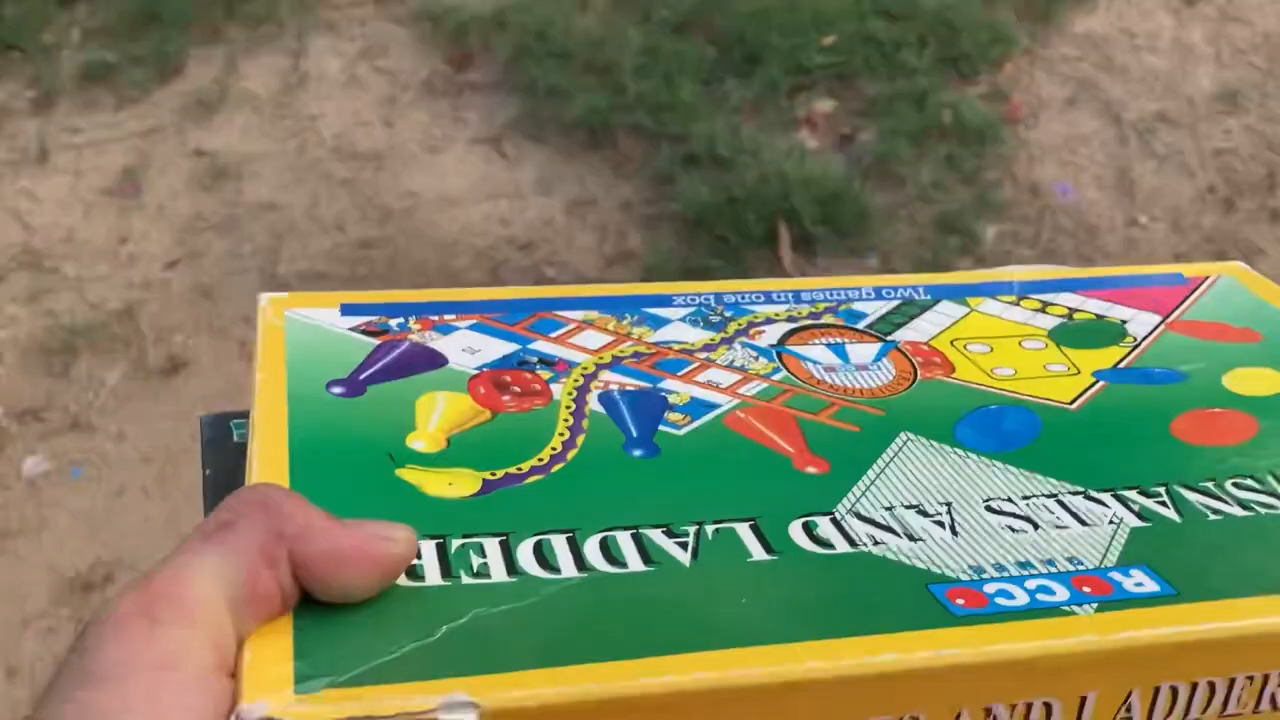 Two games in one box
SNAKES AND LADDER
ROCCO
AND LADDER